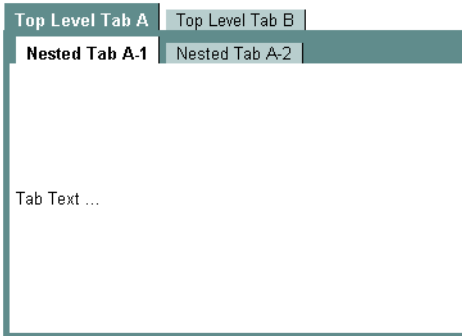 Top Level Tab A Top Level Tab B
Nested Tab A-1 Nested Tab A-2
Tab Text ...